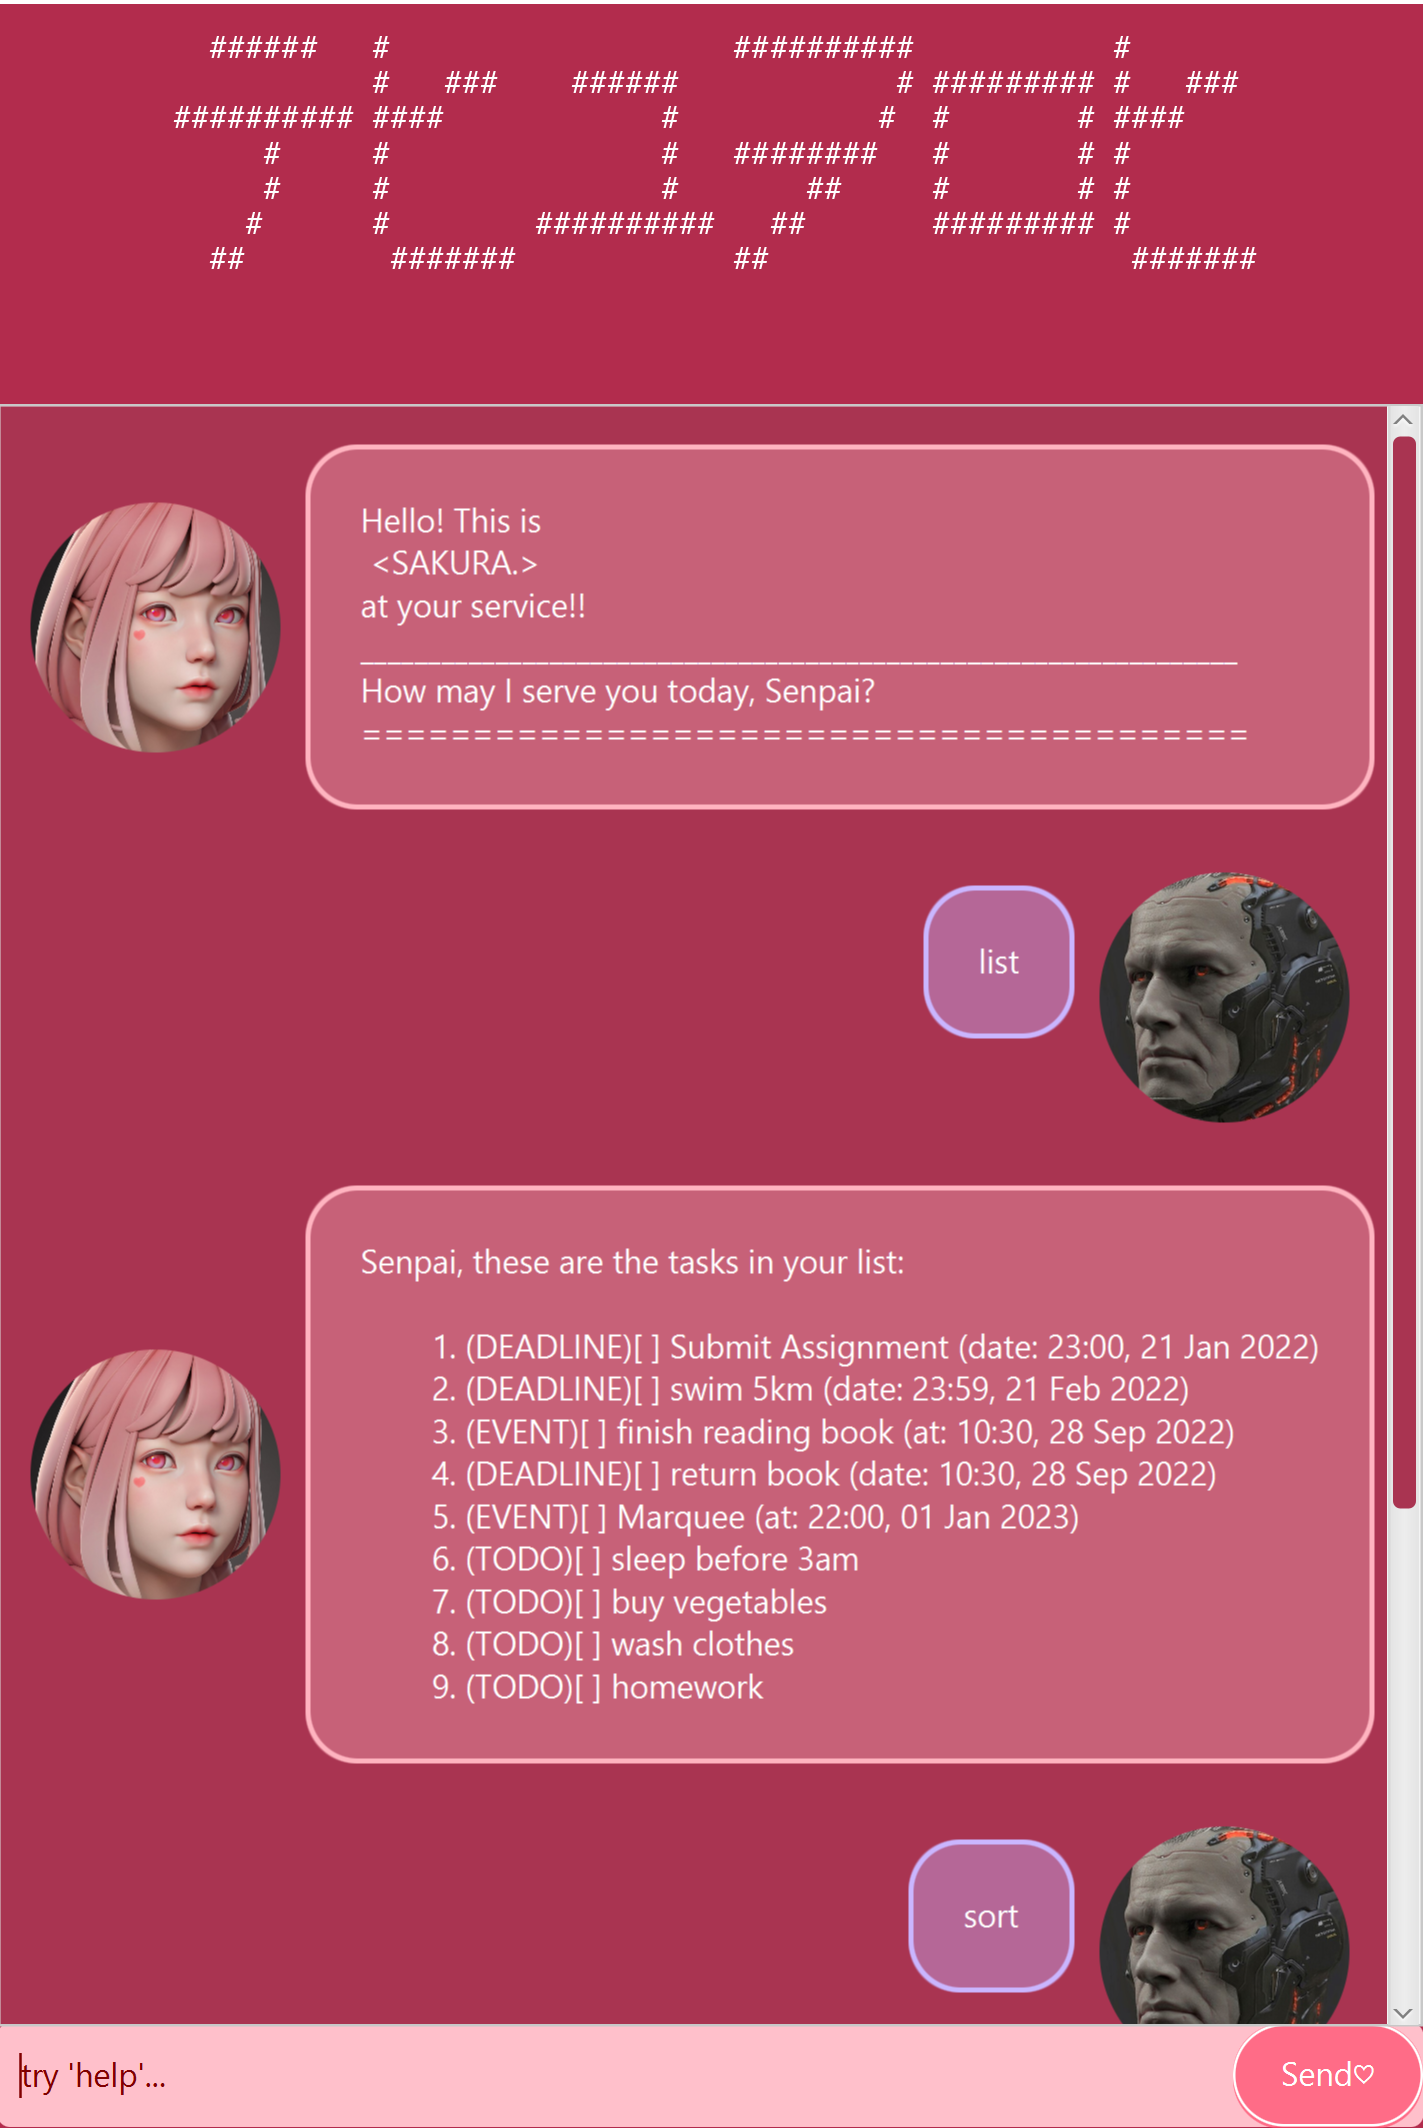 ###### # ########## #
# ### ###### # ######### # ###
########## #### # # # # ####
# # # ######## # # #
# # # ## # # #
# # ########## ## ######### #
## ####### ## #######
Hello! This is
<SAKURA.>
at your service!!
How may I serve you today, Senpai?
=========================================
list
Senpai, these are the tasks in your list:
1. (DEADLINE)[ ] Submit Assignment (date: 23:00, 21 Jan 2022)
2. (DEADLINE)[ ] swim 5km (date: 23:59, 21 Feb 2022)
3. (EVENT)[ ] finish reading book (at: 10:30, 28 Sep 2022)
4. (DEADLINE)[ ] return book (date: 10:30, 28 Sep 2022)
5. (EVENT)[ ] Marquee (at: 22:00, 01 Jan 2023)
6. (TODO)[ ] sleep before 3am
7. (TODO)[ ] buy vegetables
8. (TODO)[ ] wash clothes
9. (TODO)[ ] homework
sort
try 'help'...
Send♡